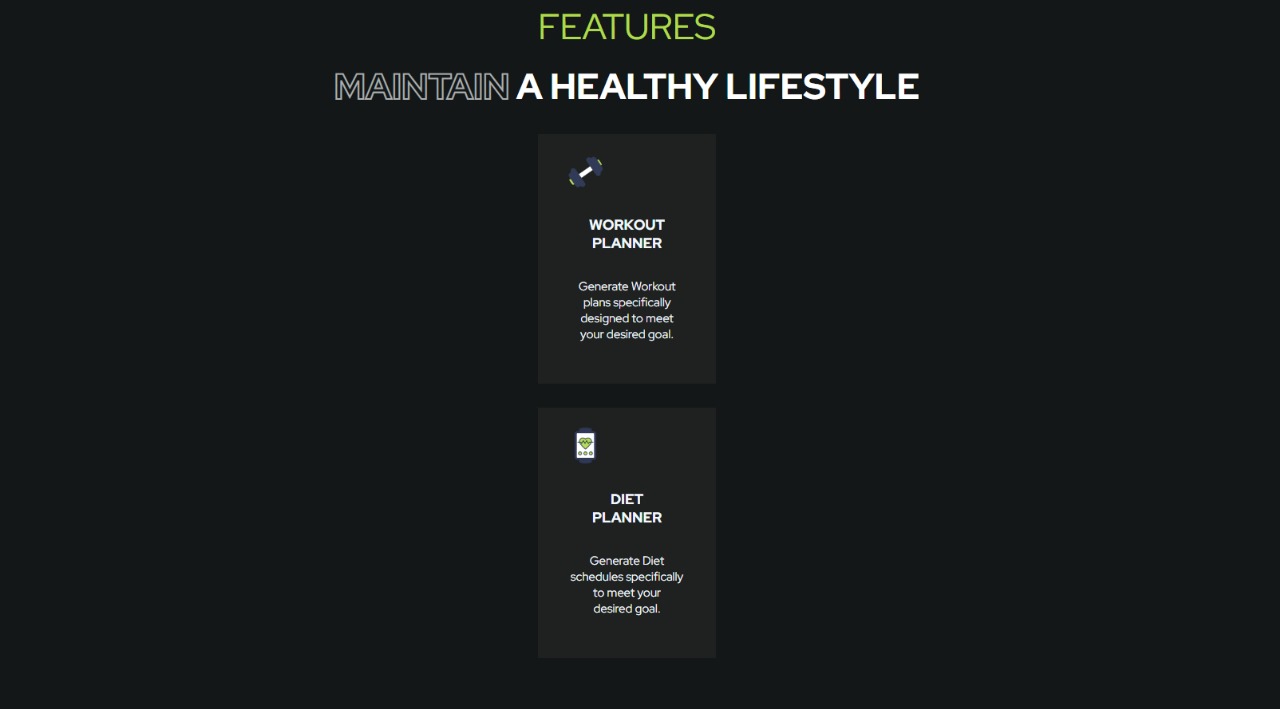 FEATURES
MAINTAIN A HEALTHY LIFESTYLE
WORKOUT
PLANNER
Generate Workout
plans specifically
designed to meet
your desired goal.
DIET
PLANNER
Generate Diet
schedules specifically
to meet your
desired goal.